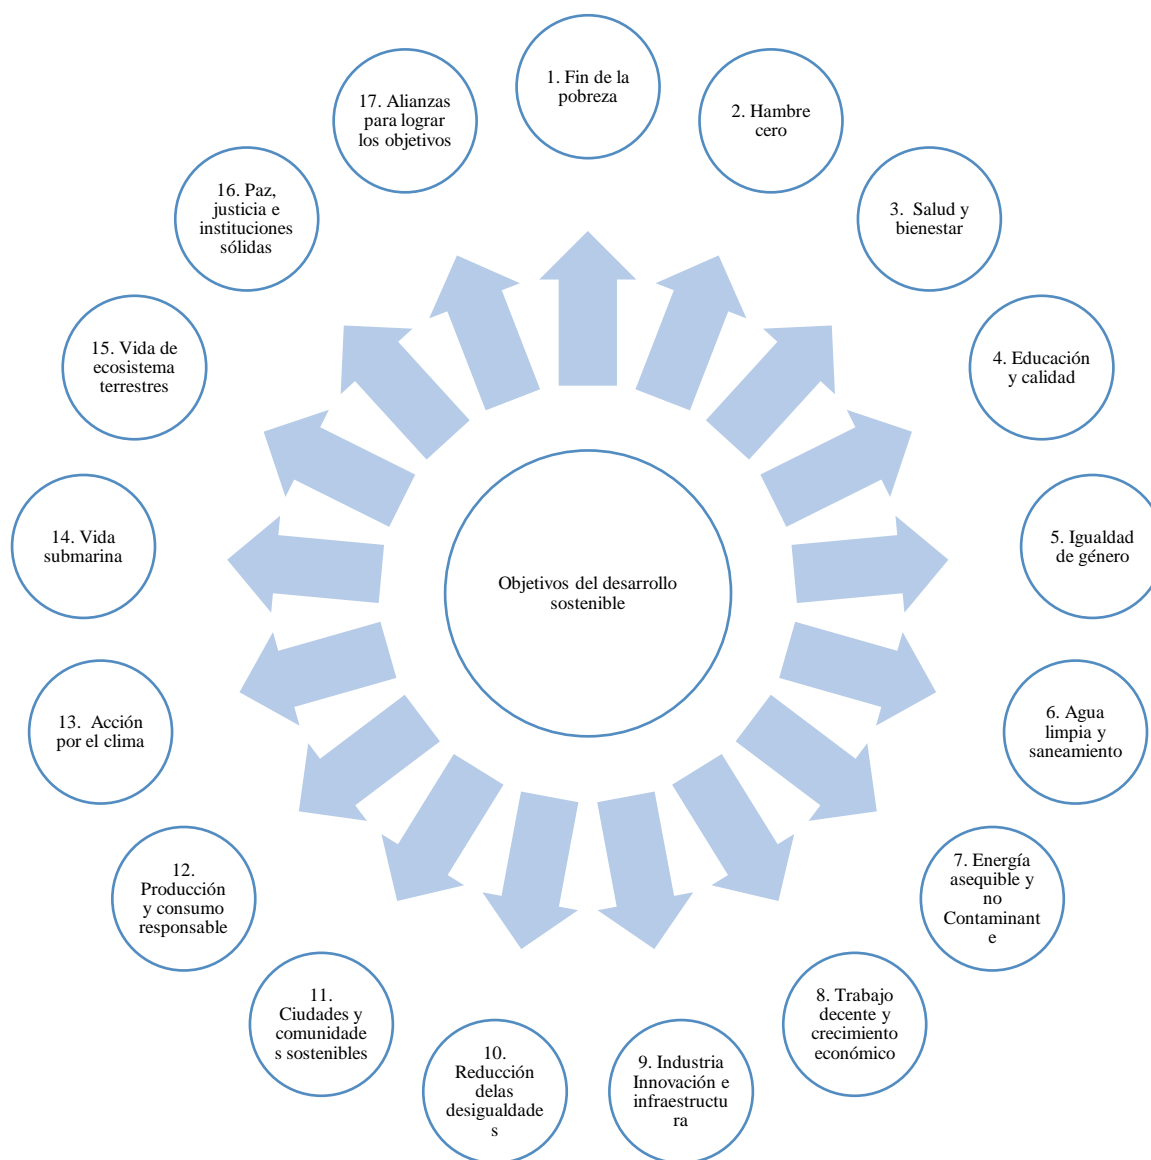 1. Fin de la
pobreza
2. Hambre
cero
3. Salud y
bienestar
4. Educación
y calidad
5. Igualdad
de género
6. Agua
limpia y
saneamiento
7. Energía
asequible y
no
Contaminant
e
8. Trabajo
decente y
crecimiento
económico
9. Industria
Innovación e
infraestructu
ra
10.
Reducción
delas
desigualdade
s
11.
Ciudades y
comunidade
s sostenibles
12.
Producción
y consumo
responsable
13. Acción
por el clima
14. Vida
submarina
15. Vida de
ecosistema
terrestres
16. Paz,
justicia e
instituciones
sólidas
17. Alianzas
para lograr
los objetivos
Objetivos del desarrollo
sostenible